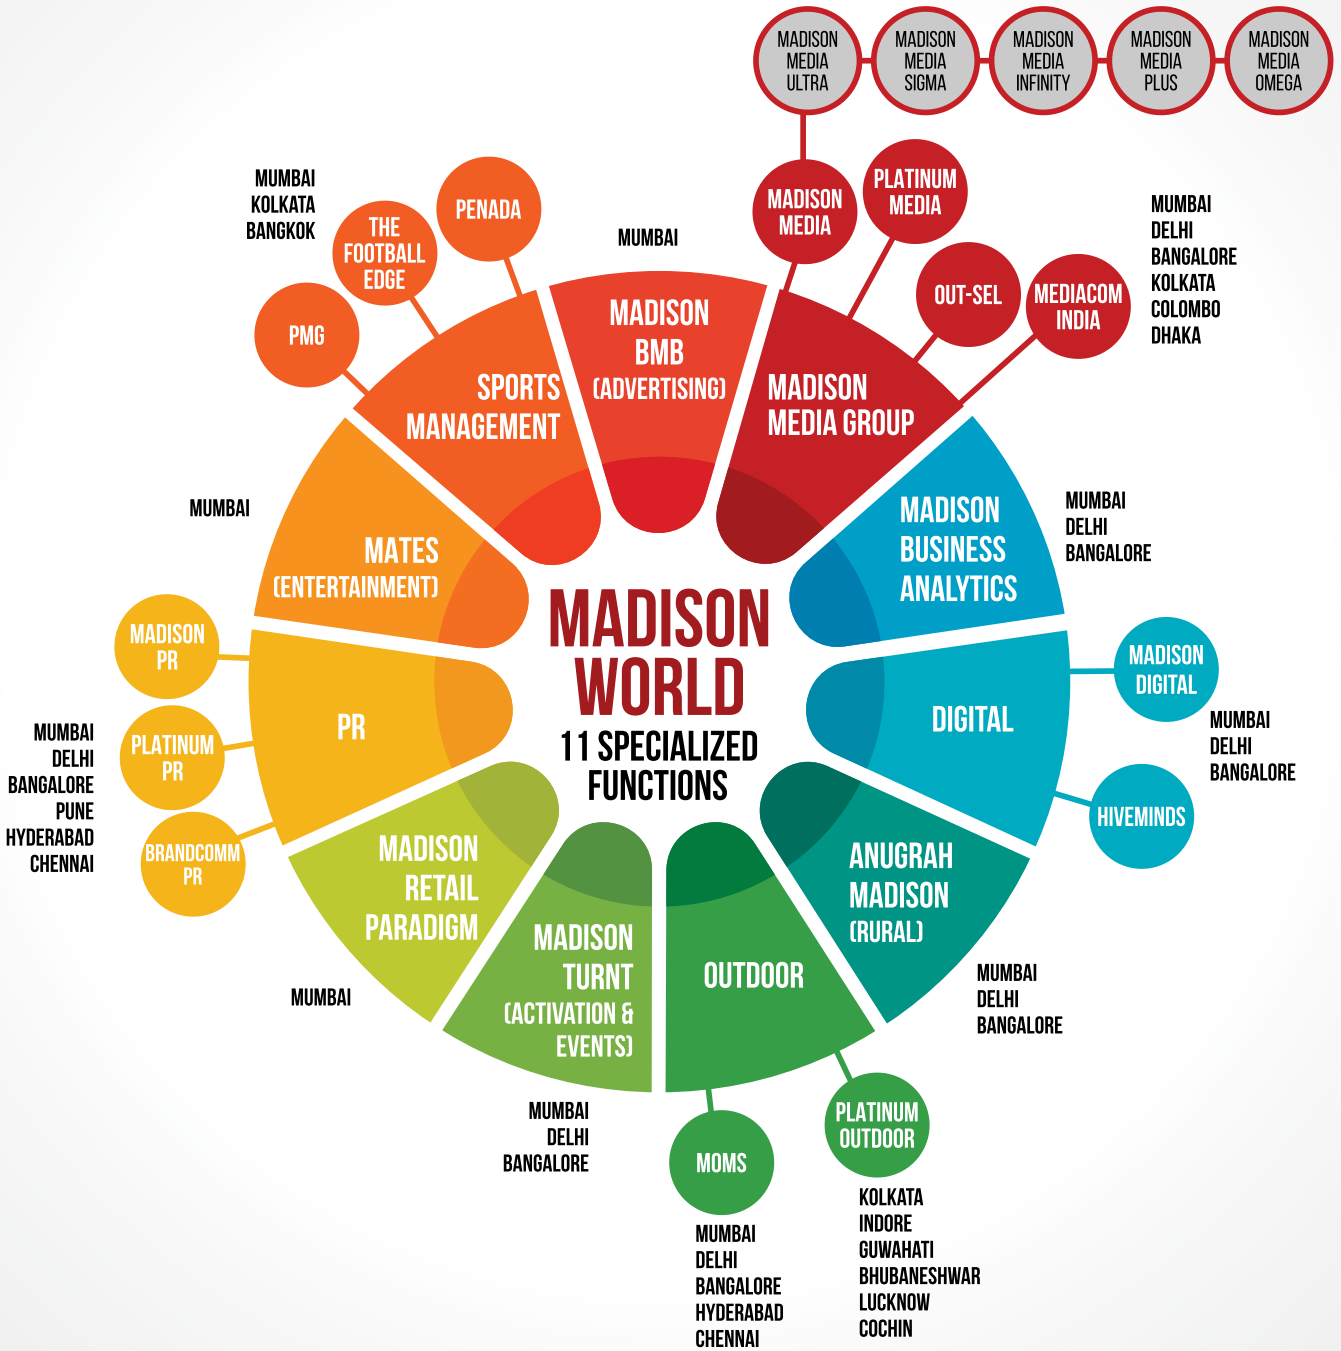 MADISON
MEDIA
ULTRA
MADISON
MEDIA
SIGMA
MADISON
MEDIA
INFINITY
MADISON
MEDIA
PLUS
MADISON
MEDIA
OMEGA
MADISON
MEDIA
PLATINUM
MEDIA
OUT-SEL
MEDIACOM
INDIA
MUMBAI
DELHI
BANGALORE
KOLKATA
COLOMBO
DHAKA
MADISON
MEDIA GROUP
MUMBAI
MADISON
BMB
(ADVERTISING)
MUMBAI
KOLKATA
BANGKOK
PENADA
THE
FOOTBALL
EDGE
PMG
SPORTS
MANAGEMENT
MUMBAI
MATES
(ENTERTAINMENT)
MADISON
BUSINESS
ANALYTICS
MUMBAI
DELHI
BANGALORE
MADISON
WORLD
11 SPECIALIZED
FUNCTIONS
MADISON
PR
PLATINUM
PR
BRANDCOMM
PR
PR
MUMBAI
DELHI
BANGALORE
PUNE
HYDERABAD
CHENNAI
DIGITAL
MADISON
DIGITAL
MUMBAI
DELHI
BANGALORE
HIVEMINDS
MADISON
RETAIL
PARADIGM
MUMBAI
ANUGRAH
MADISON
(RURAL)
MUMBAI
DELHI
BANGALORE
MADISON
TURNT
(ACTIVATION &
EVENTS)
MUMBAI
DELHI
BANGALORE
OUTDOOR
MOMS
MUMBAI
DELHI
BANGALORE
HYDERABAD
CHENNAI
PLATINUM
OUTDOOR
KOLKATA
INDORE
GUWAHATI
BHUBANESHWAR
LUCKNOW
COCHIN